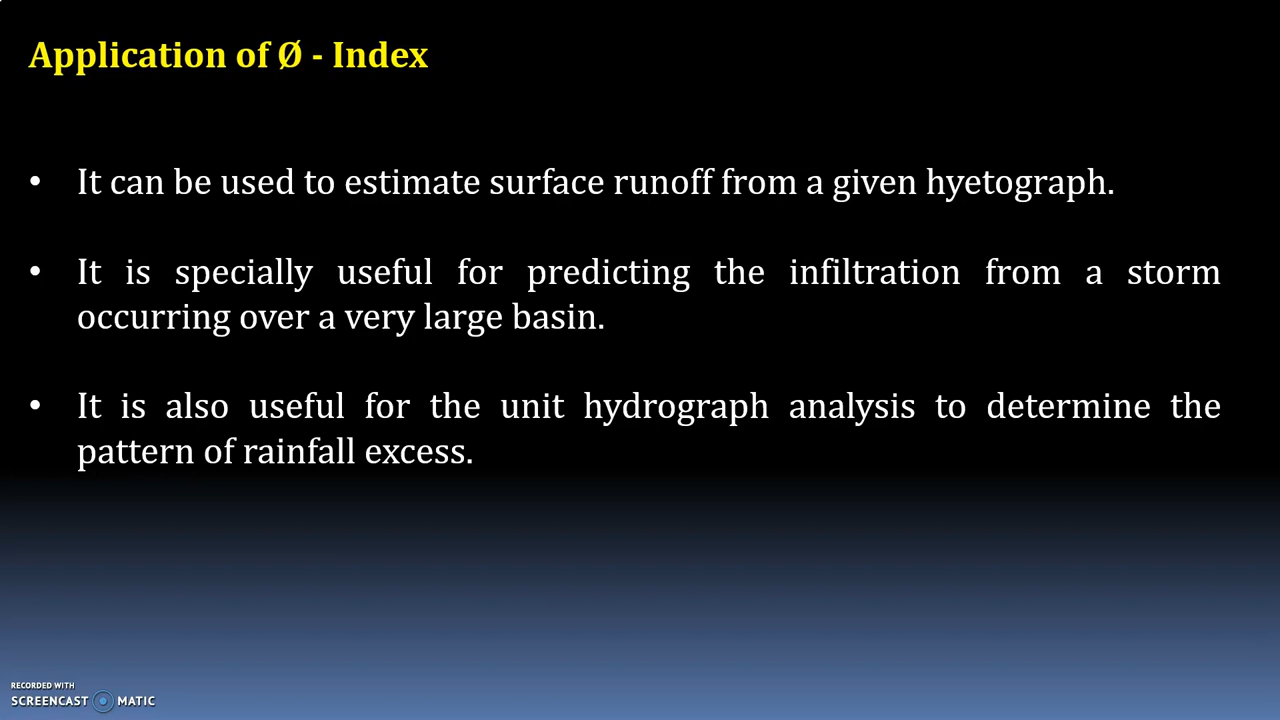 Application of Ø - Index
• It can be used to estimate surface runoff from a given hyetograph.
• It is specially useful for predicting the infiltration from a storm
occurring over a very large basin.
• It is also useful for the unit hydrograph analysis to determine the
pattern of rainfall excess.
RECORDED WITH
SCREENCAST MATIC